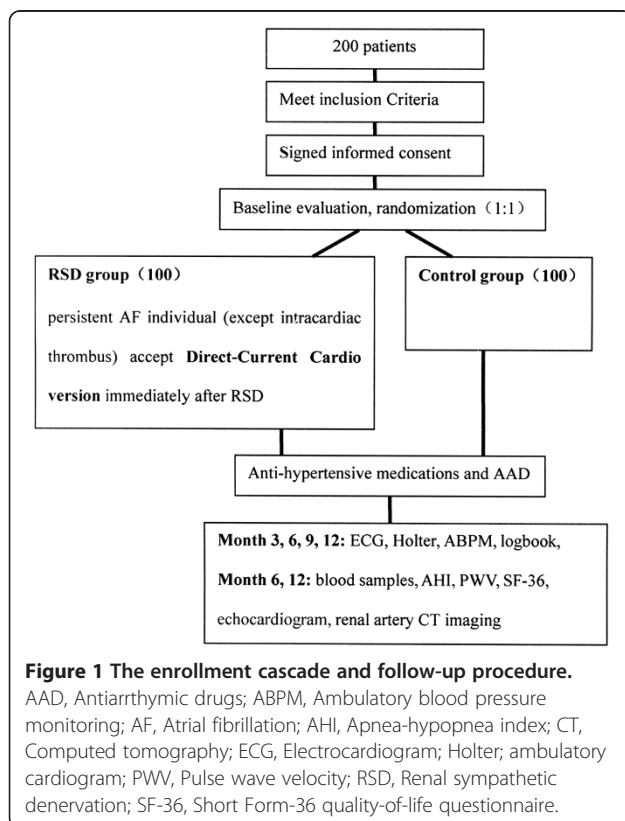 200 patients
Meet inclusion Criteria
Signed informed consent
Baseline evaluation, randomization（1:1）
RSD group（100）
persistent AF individual (except intracardiac
thrombus) accept Direct-Current Cardio
version immediately after RSD
Control group（100）
Anti-hypertensive medications and AAD
Month 3, 6, 9, 12: ECG, Holter, ABPM, logbook,
Month 6, 12: blood samples, AHI, PWV, SF-36,
echocardiogram, renal artery CT imaging
Figure 1 The enrollment cascade and follow-up procedure.
AAD, Antiarrthymic drugs; ABPM, Ambulatory blood pressure
monitoring; AF, Atrial fibrillation; AHI, Apnea-hypopnea index; CT,
Computed tomography; ECG, Electrocardiogram; Holter; ambulatory
cardiogram; PWV, Pulse wave velocity; RSD, Renal sympathetic
denervation; SF-36, Short Form-36 quality-of-life questionnaire.